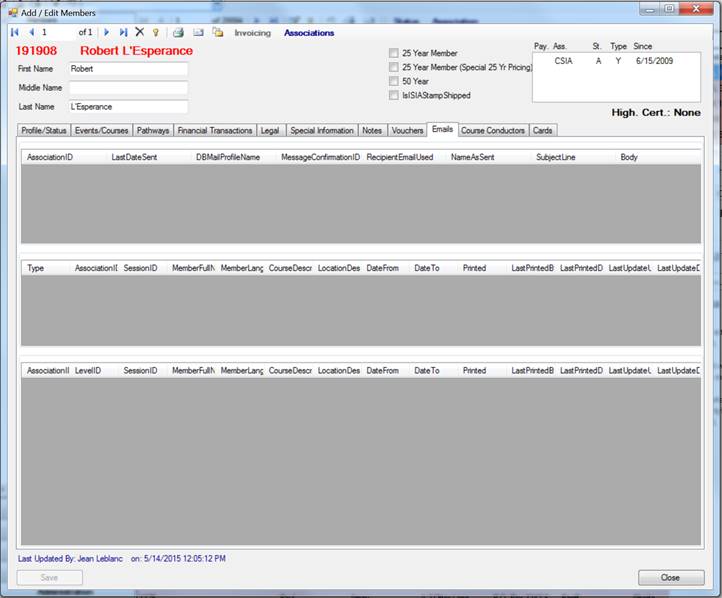 Add / Edit Members
1 of 1 Invoicing Associations
191908 Robert L'Esperance
First Name Robert
Middle Name
Last Name L'Esperance
25 Year Member
25 Year Member (Special 25 Yr Pricing)
50 Year
IsISIAStampShipped
Pay. Ass. St. Type Since
CSIA A Y 6/15/2009
High. Cert.: None
Profile/Status Events/Courses Pathways Financial Transactions Legal Special Information Notes Vouchers Emails Course Conductors Cards
AssociationID LastDateSent DBMailProfileName MessageConfirmationID RecipientEmailUsed NameAsSent SubjectLine Body
Type AssociationID SessionID MemberFullN MemberLang CourseDescr LocationDes DateFrom DateTo Printed LastPrintedB LastPrintedD LastUpdateU LastUpdateD
AssociationID LevelID SessionID MemberFullN MemberLang CourseDescr LocationDes DateFrom DateTo Printed LastPrintedB LastPrintedD LastUpdateU LastUpdateD
Last Updated By: Jean Leblanc on: 5/14/2015 12:05:12 PM
Save Close